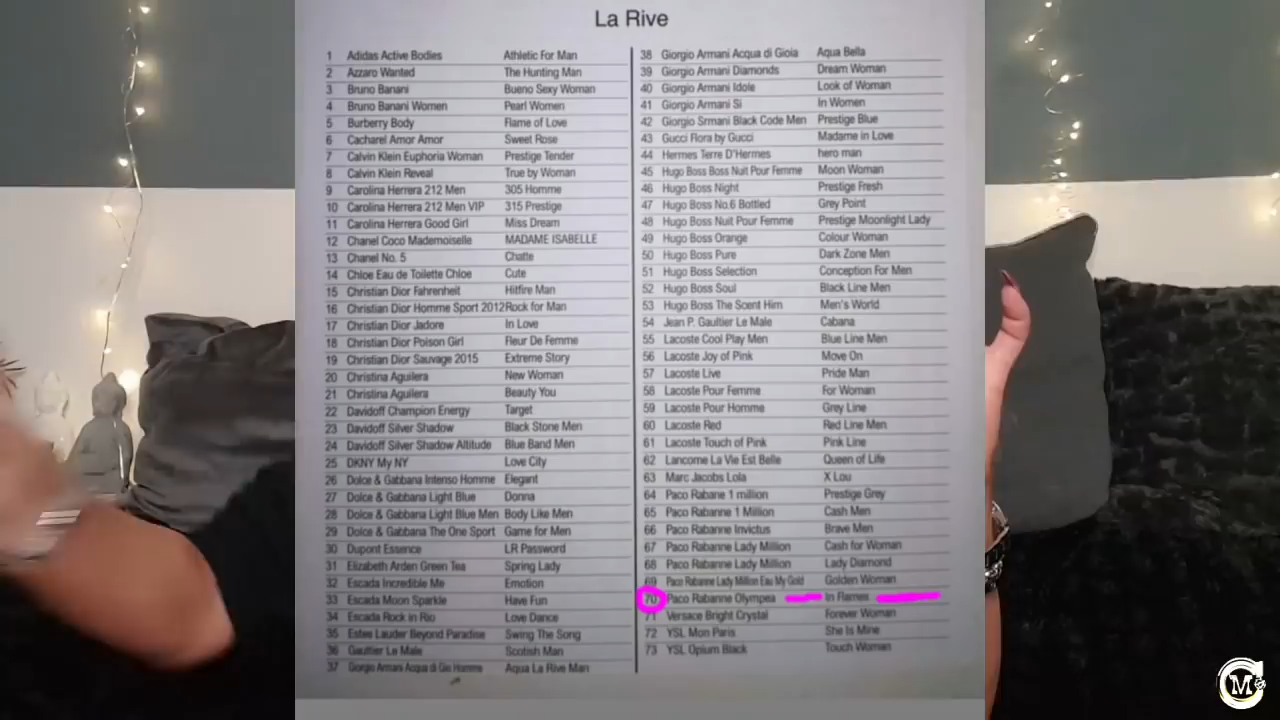 La Rive
1 Adidas Active Bodies Athletic For Man
2 Azzaro Wanted The Hunting Man
3 Bruno Banani Bueno Sexy Woman
4 Bruno Banani Women Pearl Women
5 Burberry Body Flame of Love
6 Cacharel Amor Amor Sweet Rose
7 Calvin Klein Euphoria Woman Prestige Tender
8 Calvin Klein Reveal True by Woman
9 Carolina Herrera 212 Men 305 Homme
10 Carolina Herrera 212 Men VIP 315 Prestige
11 Carolina Herrera Good Girl Miss Dream
12 Chanel Coco Mademoiselle MADAME ISABELLE
13 Chanel No. 5 Chatte
14 Chloe Eau de Toilette Chloe Cute
15 Christian Dior Fahrenheit Hitfire Man
16 Christian Dior Homme Sport 2012 Rock for Man
17 Christian Dior Jadore In Love
18 Christian Dior Poison Girl Fleur De Femme
19 Christian Dior Sauvage 2015 Extreme Story
20 Christina Aguilera New Woman
21 Christina Aguilera Beauty You
22 Davidoff Champion Energy Target
23 Davidoff Silver Shadow Black Stone Men
24 Davidoff Silver Shadow Altitude Blue Band Men
25 DKNY My NY Love City
26 Dolce & Gabbana Intenso Homme Elegant
27 Dolce & Gabbana Light Blue Donna
28 Dolce & Gabbana Light Blue Men Body Like Men
29 Dolce & Gabbana The One Sport Game for Men
30 Dupont Essence LR Password
31 Elizabeth Arden Green Tea Spring Lady
32 Escada Incredible Me Emotion
33 Escada Moon Sparkle Have Fun
34 Escada Rock in Rio Love Dance
35 Estee Lauder Beyond Paradise Swing The Song
36 Gaultier Le Male Scotish Man
37 Giorgio Armani Acqua di Gio Homme Aqua La Rive Man
38 Giorgio Armani Acqua di Gioia Aqua Bella
39 Giorgio Armani Diamonds Dream Woman
40 Giorgio Armani Idole Look of Woman
41 Giorgio Armani Si In Women
42 Giorgio Srmani Black Code Men Prestige Blue
43 Gucci Flora by Gucci Madame in Love
44 Hermes Terre D'Hermes hero man
45 Hugo Boss Boss Nuit Pour Femme Moon Woman
46 Hugo Boss Night Prestige Fresh
47 Hugo Boss No.6 Bottled Grey Point
48 Hugo Boss Nuit Pour Femme Prestige Moonlight Lady
49 Hugo Boss Orange Colour Woman
50 Hugo Boss Pure Dark Zone Men
51 Hugo Boss Selection Conception For Men
52 Hugo Boss Soul Black Line Men
53 Hugo Boss The Scent Him Men's World
54 Jean P. Gaultier Le Male Cabana
55 Lacoste Cool Play Men Blue Line Men
56 Lacoste Joy of Pink Move On
57 Lacoste Live Pride Man
58 Lacoste Pour Femme For Woman
59 Lacoste Pour Homme Grey Line
60 Lacoste Red Red Line Men
61 Lacoste Touch of Pink Pink Line
62 Lancome La Vie Est Belle Queen of Life
63 Marc Jacobs Lola X Lou
64 Paco Rabane 1 million Prestige Grey
65 Paco Rabanne 1 Million Cash Men
66 Paco Rabanne Invictus Brave Men
67 Paco Rabanne Lady Million Cash for Woman
68 Paco Rabanne Lady Million Lady Diamond
69 Paco Rabanne Lady Million Eau My Gold Golden Woman
70 Paco Rabanne Olympea In Flames
71 Versace Bright Crystal Forever Woman
72 YSL Mon Paris She Is Mine
73 YSL Opium Black Touch Woman
CM